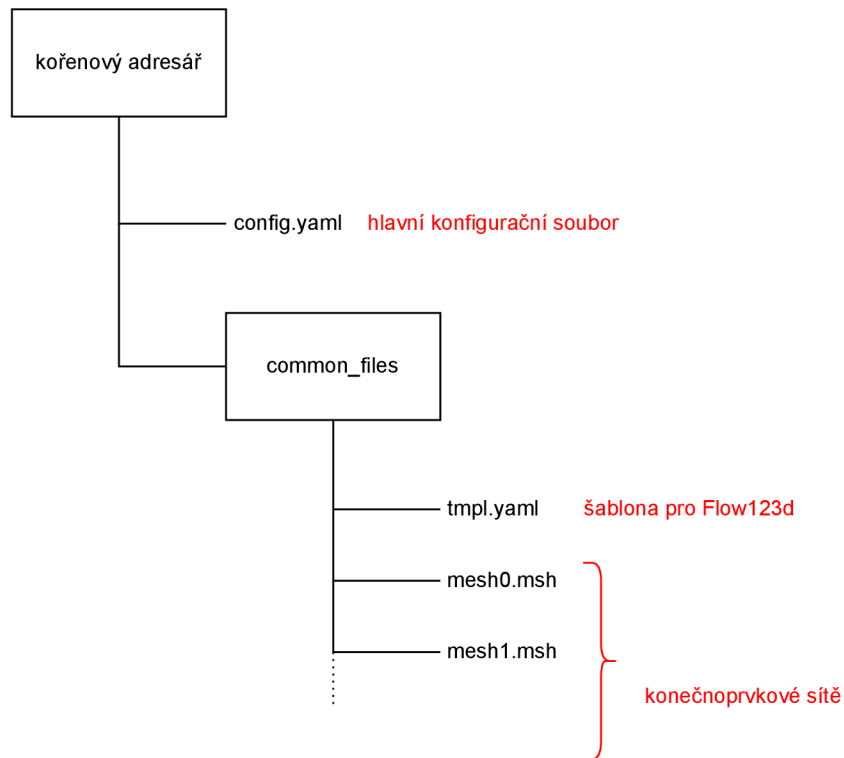 kořenový adresář
config.yaml hlavní konfigurační soubor
common_files
tmpl.yaml šablona pro Flow123d
mesh0.msh
mesh1.msh
konečnoprvkové sítě